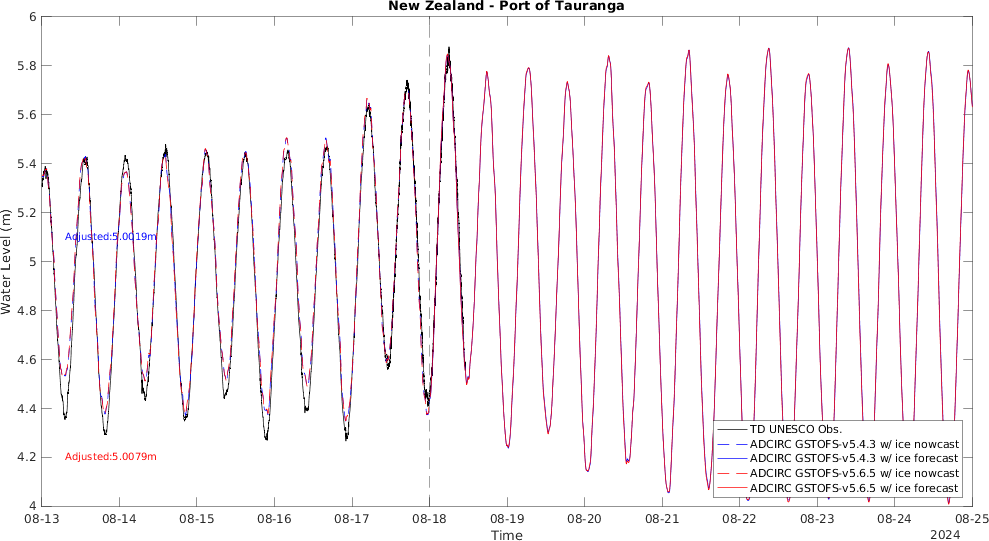 New Zealand - Port of Tauranga
Water Level (m)
6
5.8
5.6
5.4
5.2
5
4.8
4.6
4.4
4.2
4
Adjusted:5.0019m
Adjusted:5.0079m
TD UNESCO Obs.
ADCIRC GSTOFS-v5.4.3 w/ ice nowcast
ADCIRC GSTOFS-v5.4.3 w/ ice forecast
ADCIRC GSTOFS-v5.6.5 w/ ice nowcast
ADCIRC GSTOFS-v5.6.5 w/ ice forecast
08-13 08-14 08-15 08-16 08-17 08-18 08-19 08-20 08-21 08-22 08-23 08-24 08-25
Time
2024